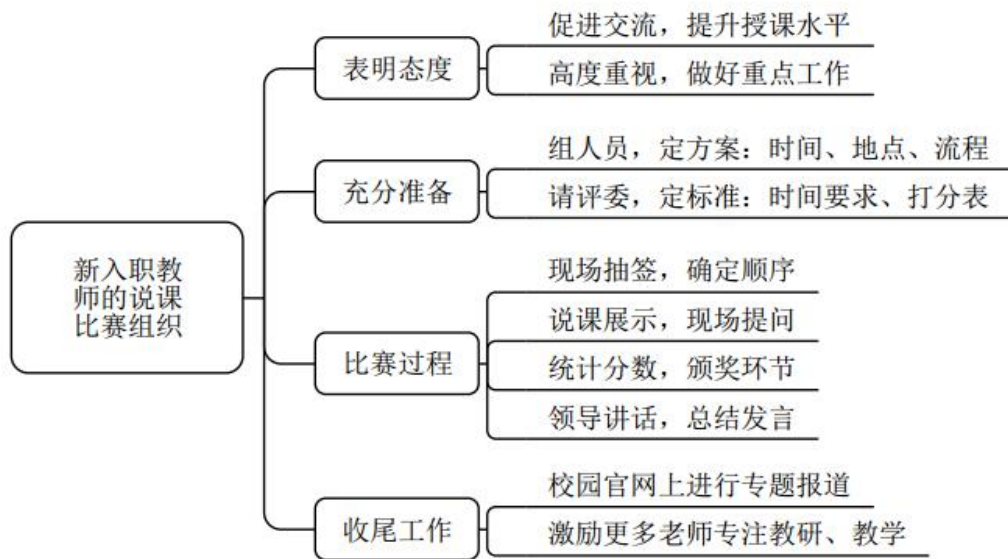 新入职教
师的说课
比赛组织
表明态度
促进交流，提升授课水平
高度重视，做好重点工作
充分准备
组人员，定方案：时间、地点、流程
请评委，定标准：时间要求、打分表
比赛过程
现场抽签，确定顺序
说课展示，现场提问
统计分数，颁奖环节
领导讲话，总结发言
收尾工作
校园官网上进行专题报道
激励更多老师专注教研、教学